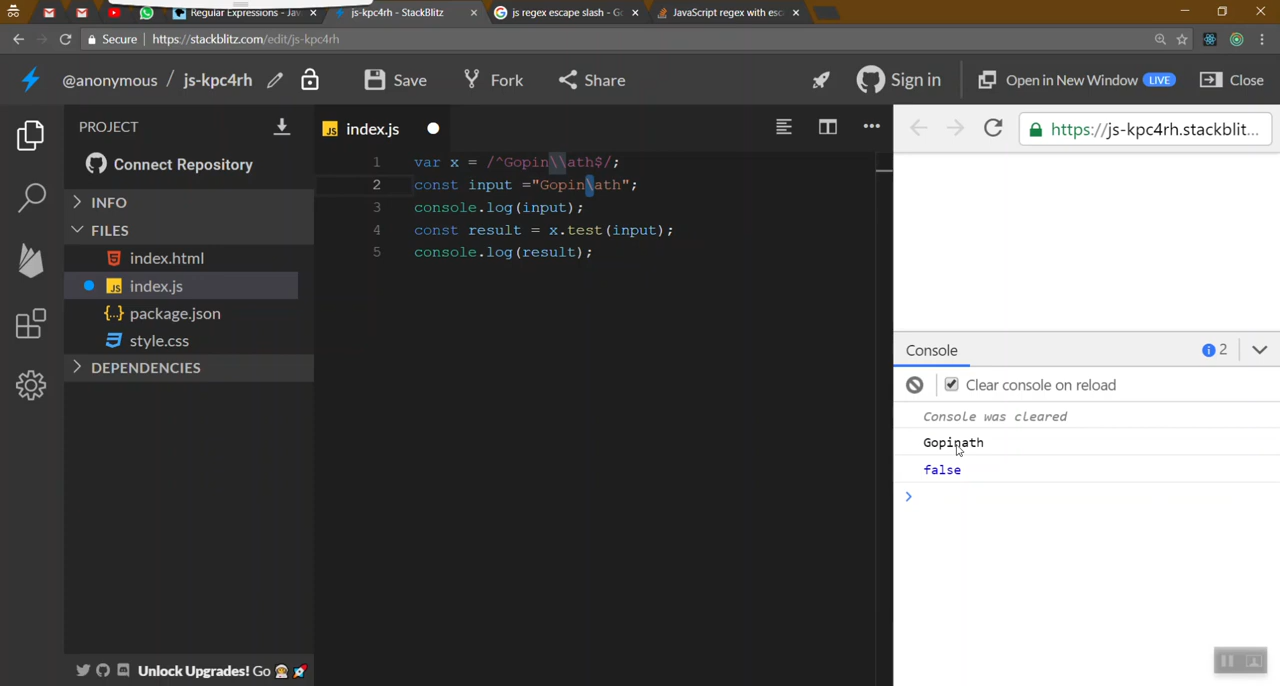 Regular Expressions - Jav
js-kpc4rh - StackBlitz
js regex escape slash - Go
JavaScript regex with esc
Secure | https://stackblitz.com/edit/js-kpc4rh
@anonymous / js-kpc4rh
Save
Fork
Share
Sign in
Open in New Window LIVE
Close
PROJECT
Connect Repository
INFO
FILES
index.html
JS index.js
{..} package.json
style.css
DEPENDENCIES
Unlock Upgrades! Go
JS index.js
1 var x = /^Gopin\\ath$/;
2 const input ="Gopin\ath";
3 console.log(input);
4 const result = x.test(input);
5 console.log(result);
https://js-kpc4rh.stackblit...
Console
2
Clear console on reload
Console was cleared
Gopinath
false